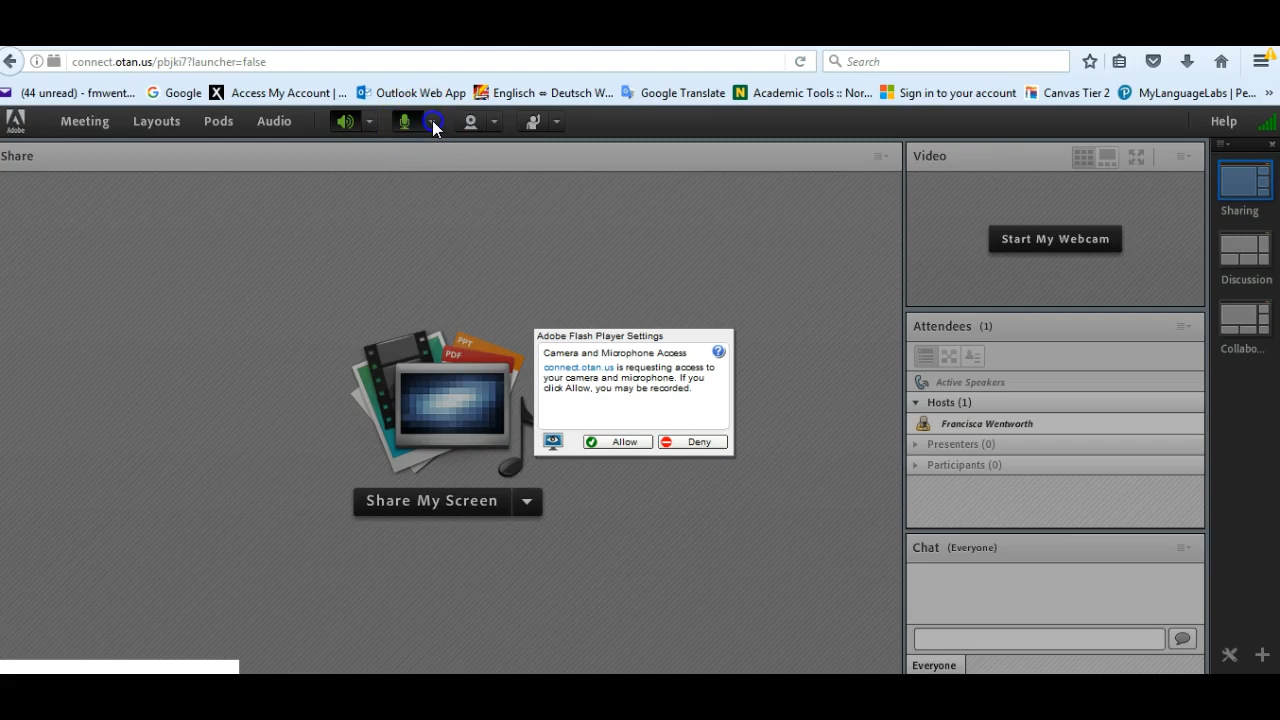 connect.otan.us/pbjki7?launcher=false
Search
(44 unread) - fmwent...
Google
Access My Account | ...
Outlook Web App
Englisch ⇔ Deutsch W...
Google Translate
Academic Tools :: Nor...
Sign in to your account
Canvas Tier 2
MyLanguageLabs | Pe...
Adobe
Meeting
Layouts
Pods
Audio
Help
Share
Video
Start My Webcam
Sharing
Discussion
Collabo...
Adobe Flash Player Settings
Camera and Microphone Access
connect.otan.us is requesting access to
your camera and microphone. If you
click Allow, you may be recorded.
Allow
Deny
PPT
PDF
Share My Screen
Attendees (1)
Active Speakers
Hosts (1)
Francisca Wentworth
Presenters (0)
Participants (0)
Chat (Everyone)
Everyone